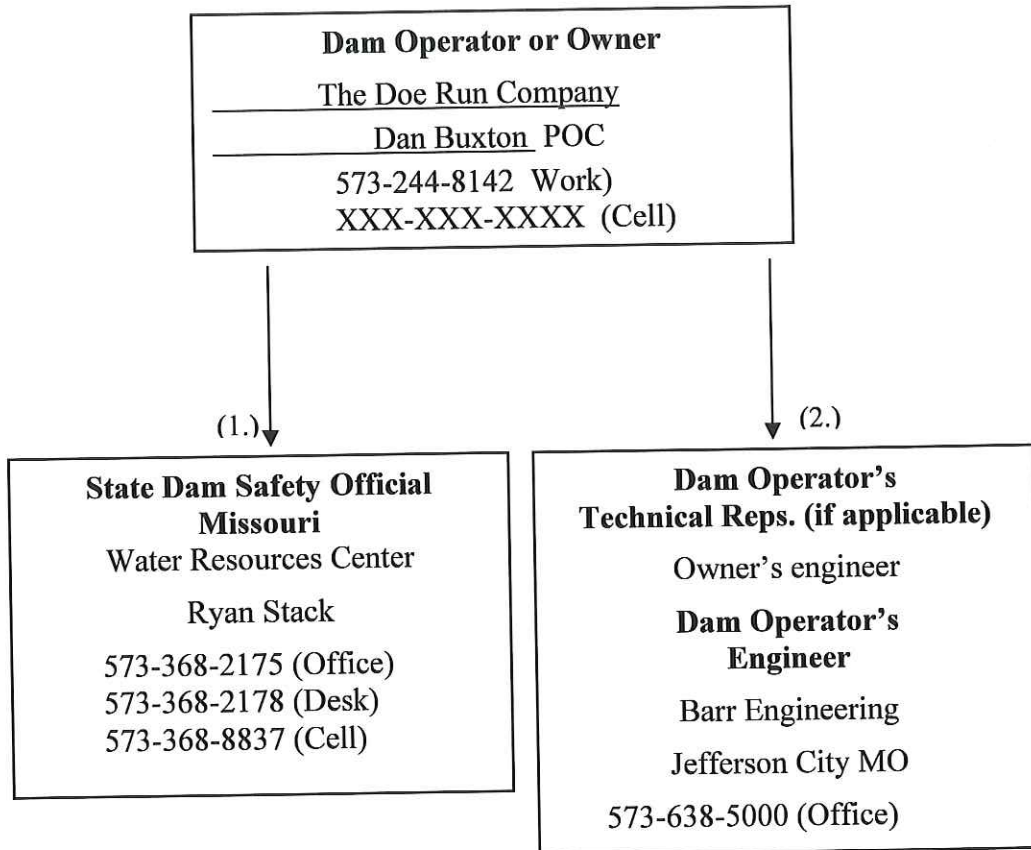 Dam Operator or Owner
The Doe Run Company
Dan Buxton POC
573-244-8142 Work)
XXX-XXX-XXXX (Cell)
(1.)
(2.)
State Dam Safety Official
Missouri
Water Resources Center
Ryan Stack
573-368-2175 (Office)
573-368-2178 (Desk)
573-368-8837 (Cell)
Dam Operator's
Technical Reps. (if applicable)
Owner's engineer
Dam Operator's
Engineer
Barr Engineering
Jefferson City MO
573-638-5000 (Office)